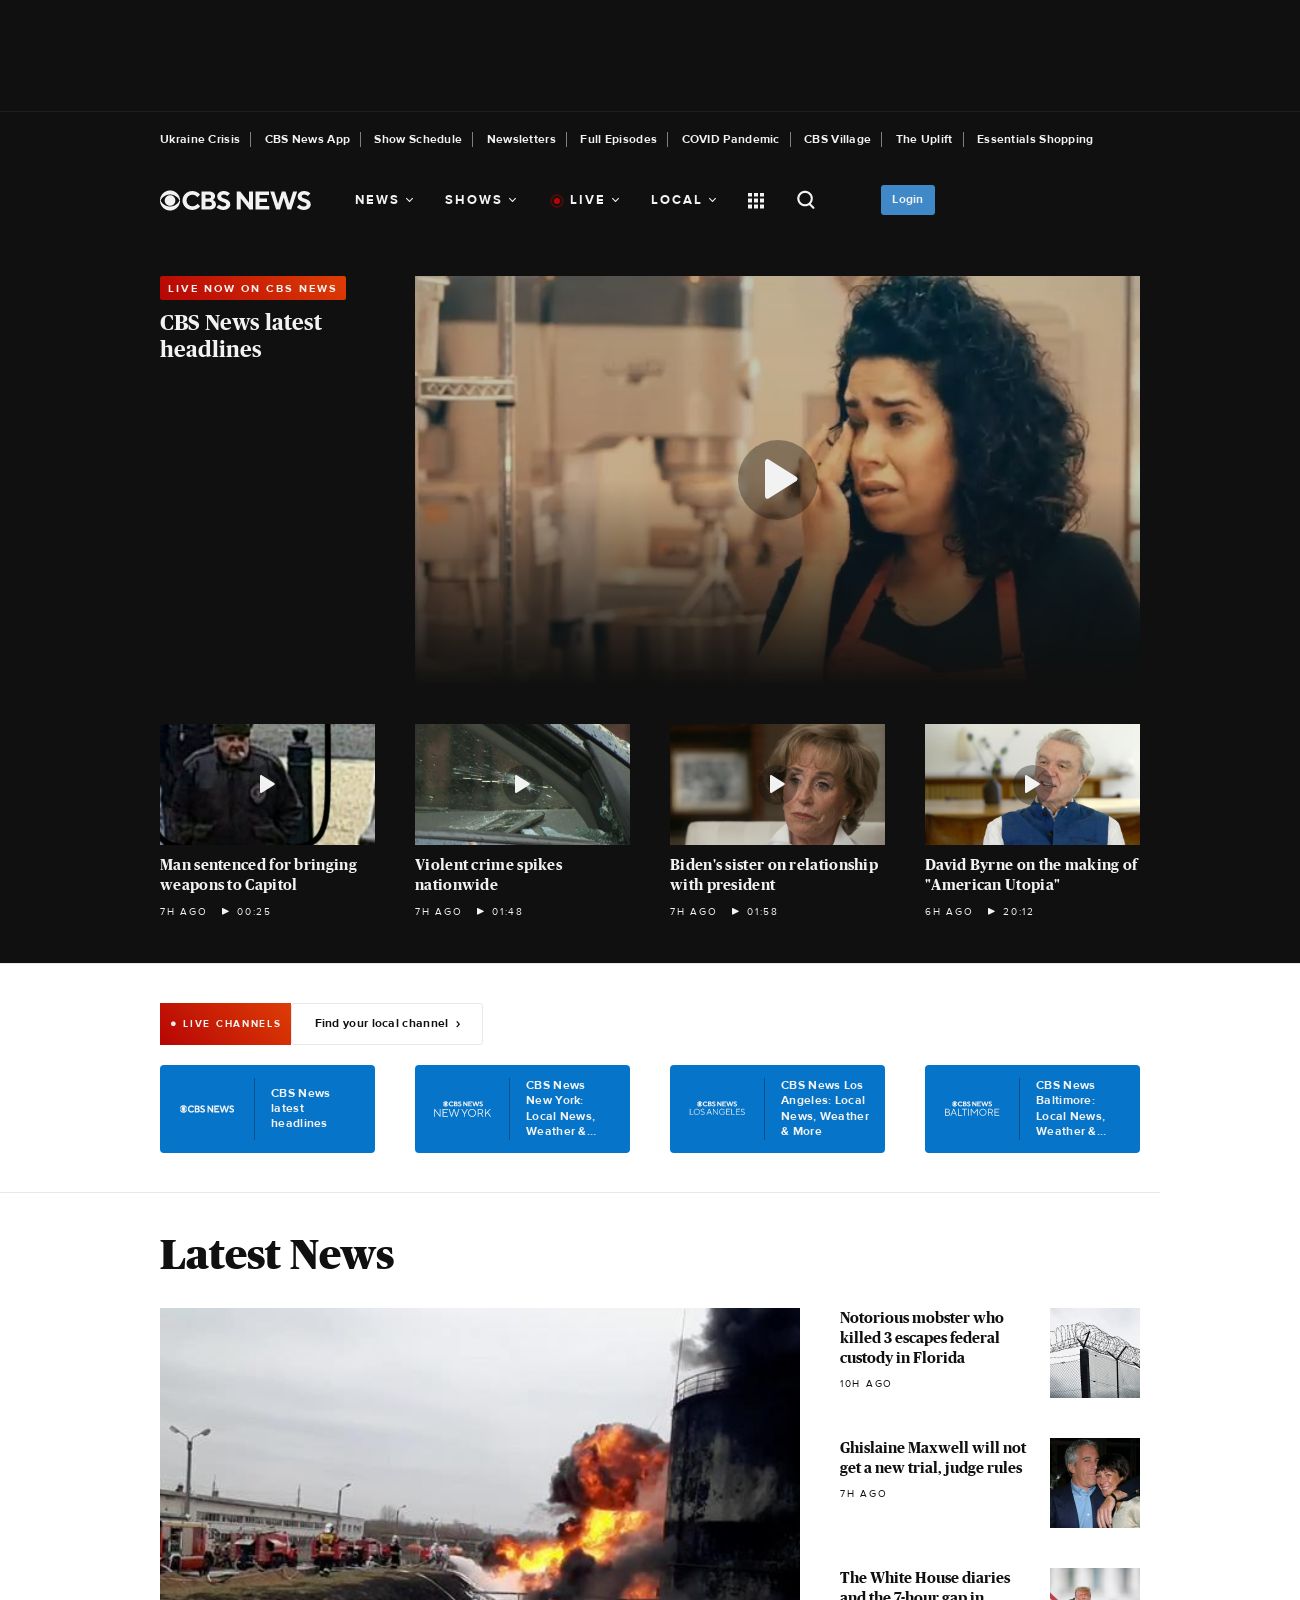 Ukraine Crisis CBS News App Show Schedule Newsletters Full Episodes COVID Pandemic CBS Village The Uplift Essentials Shopping
CBS NEWS NEWS SHOWS LIVE LOCAL Login
LIVE NOW ON CBS NEWS
CBS News latest
headlines
Man sentenced for bringing
weapons to Capitol
7H AGO 00:25
Violent crime spikes
nationwide
7H AGO 01:48
Biden's sister on relationship
with president
7H AGO 01:58
David Byrne on the making of
"American Utopia"
6H AGO 20:12
LIVE CHANNELS
Find your local channel ›
CBS NEWS
CBS News
latest
headlines
CBS NEWS
NEW YORK
CBS News
New York:
Local News,
Weather &...
CBS NEWS
LOS ANGELES
CBS News Los
Angeles: Local
News, Weather
& More
CBS NEWS
BALTIMORE
CBS News
Baltimore:
Local News,
Weather &...
Latest News
Notorious mobster who
killed 3 escapes federal
custody in Florida
10H AGO
Ghislaine Maxwell will not
get a new trial, judge rules
7H AGO
The White House diaries
and the 7-hour gap in